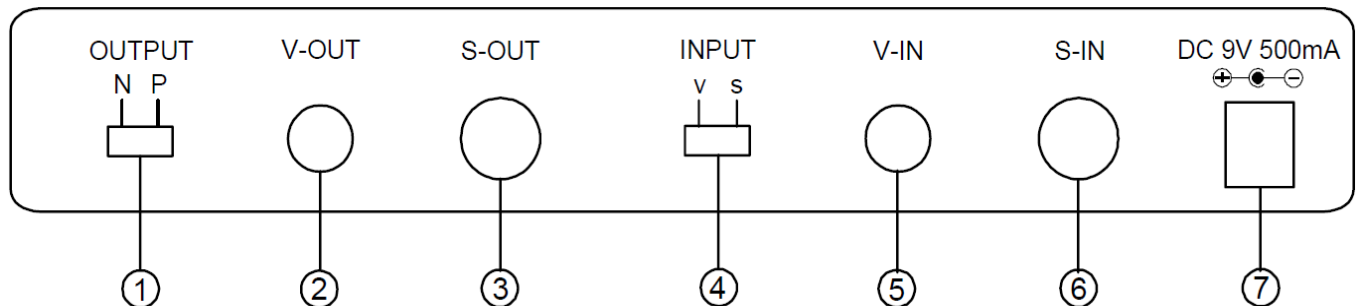 OUTPUT V-OUT S-OUT INPUT V-IN S-IN DC 9V 500mA
N P V S + −
1 2 3 4 5 6 7